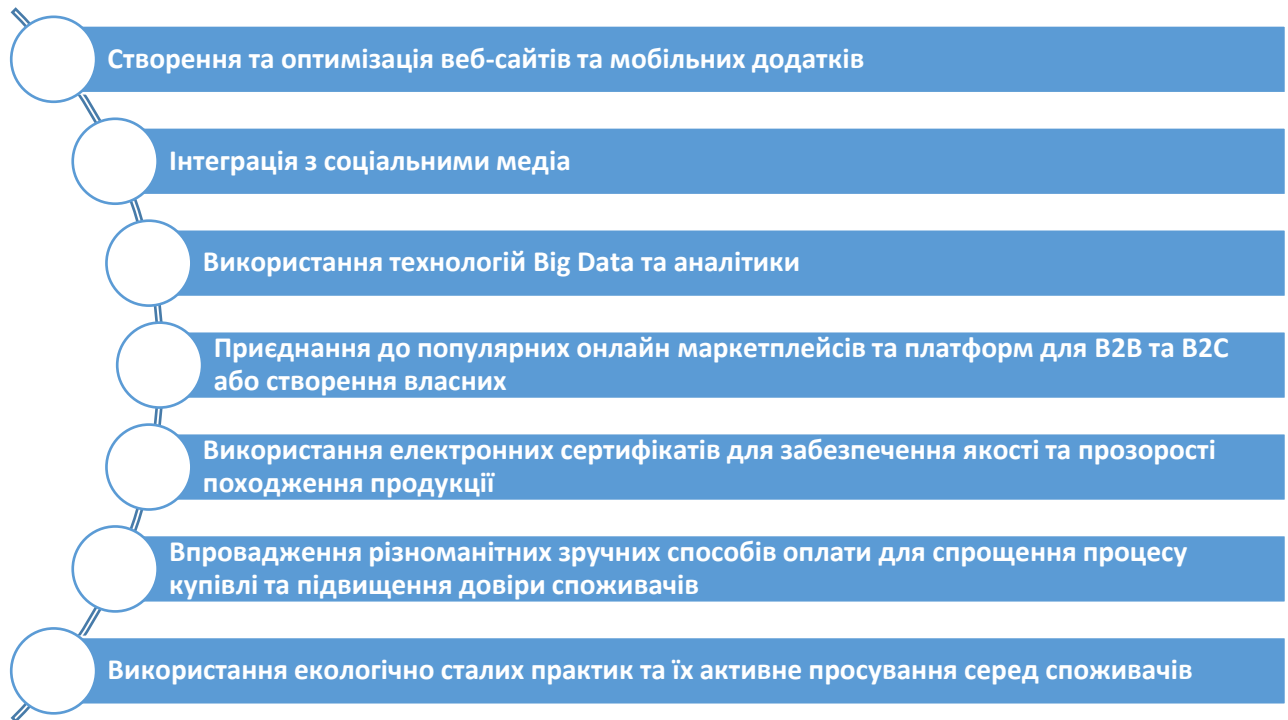 Створення та оптимізація веб-сайтів та мобільних додатків
Інтеграція з соціальними медіа
Використання технологій Big Data та аналітики
Приєднання до популярних онлайн маркетплейсів та платформ для B2B та B2C
або створення власних
Використання електронних сертифікатів для забезпечення якості та прозорості
походження продукції
Впровадження різноманітних зручних способів оплати для спрощення процесу
купівлі та підвищення довіри споживачів
Використання екологічно сталих практик та їх активне просування серед споживачів